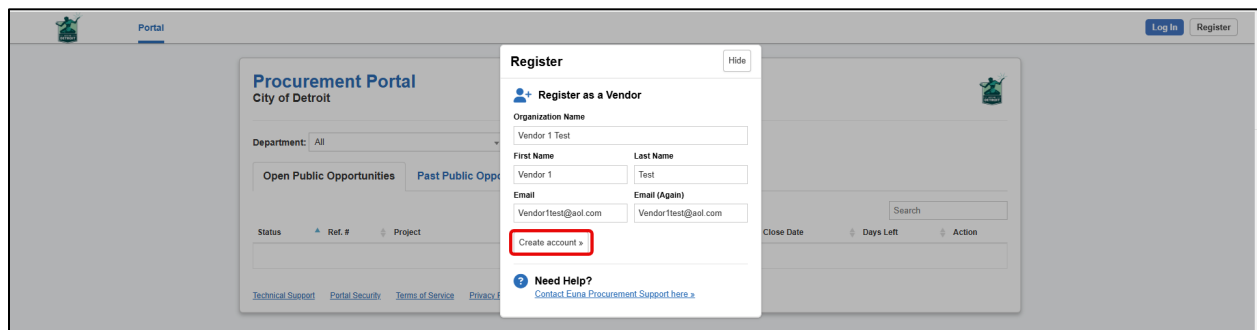 Portal
Log In
Register
Register
Hide
Procurement Portal
City of Detroit
Register as a Vendor
Organization Name
Vendor 1 Test
Department: All
First Name Last Name
Vendor 1 Test
Open Public Opportunities Past Public Oppo
Email Email (Again)
Vendor1test@aol.com Vendor1test@aol.com
Search
Status Ref. # Project Close Date Days Left Action
Create account »
Need Help?
Contact Euna Procurement Support here »
Technical Support Portal Security Terms of Service Privacy